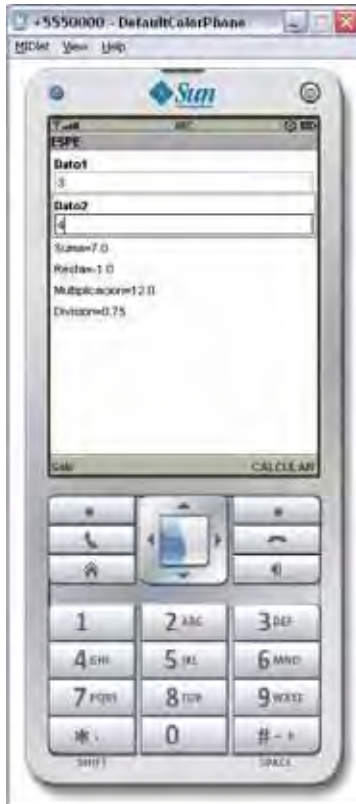 +5550000 - DefaultColorPhone
MIDlet View Help
Sun
ABC
ESPE
Dato1
3
Dato2
4
Suma=7.0
Resta=-1.0
Multiplicacion=12.0
Division=0.75
Salir CALCULAR
1 2 ABC 3 DEF
4 GHI 5 JKL 6 MNO
7 PQRS 8 TUV 9 WXYZ
* . 0 # - +
SHIFT SPACE